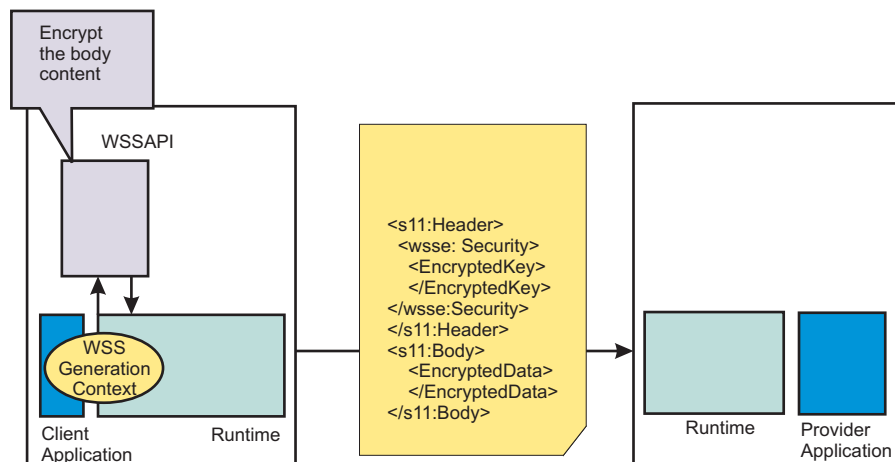 Encrypt
the body
content
WSSAPI
WSS
Generation
Context
Client
Application
Runtime
<s11:Header>
<wsse: Security>
<EncryptedKey>
</EncryptedKey>
</wsse:Security>
</s11:Header>
<s11:Body>
<EncryptedData>
</EncryptedData>
</s11:Body>
Runtime
Provider
Application